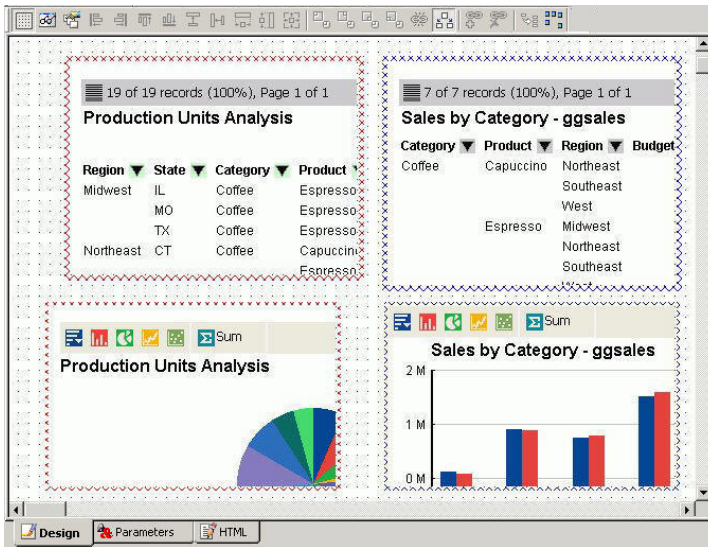 19 of 19 records (100%), Page 1 of 1
Production Units Analysis
Region State Category Product
Midwest IL Coffee Espresso
MO Coffee Espresso
TX Coffee Espresso
Northeast CT Coffee Capuccin
Espresso
7 of 7 records (100%), Page 1 of 1
Sales by Category - ggsales
Category Product Region Budget
Coffee Capuccino Northeast
Southeast
West
Espresso Midwest
Northeast
Southeast
Sum
Production Units Analysis
Sum
Sales by Category - ggsales
2 M
1 M
0 M
Design Parameters HTML